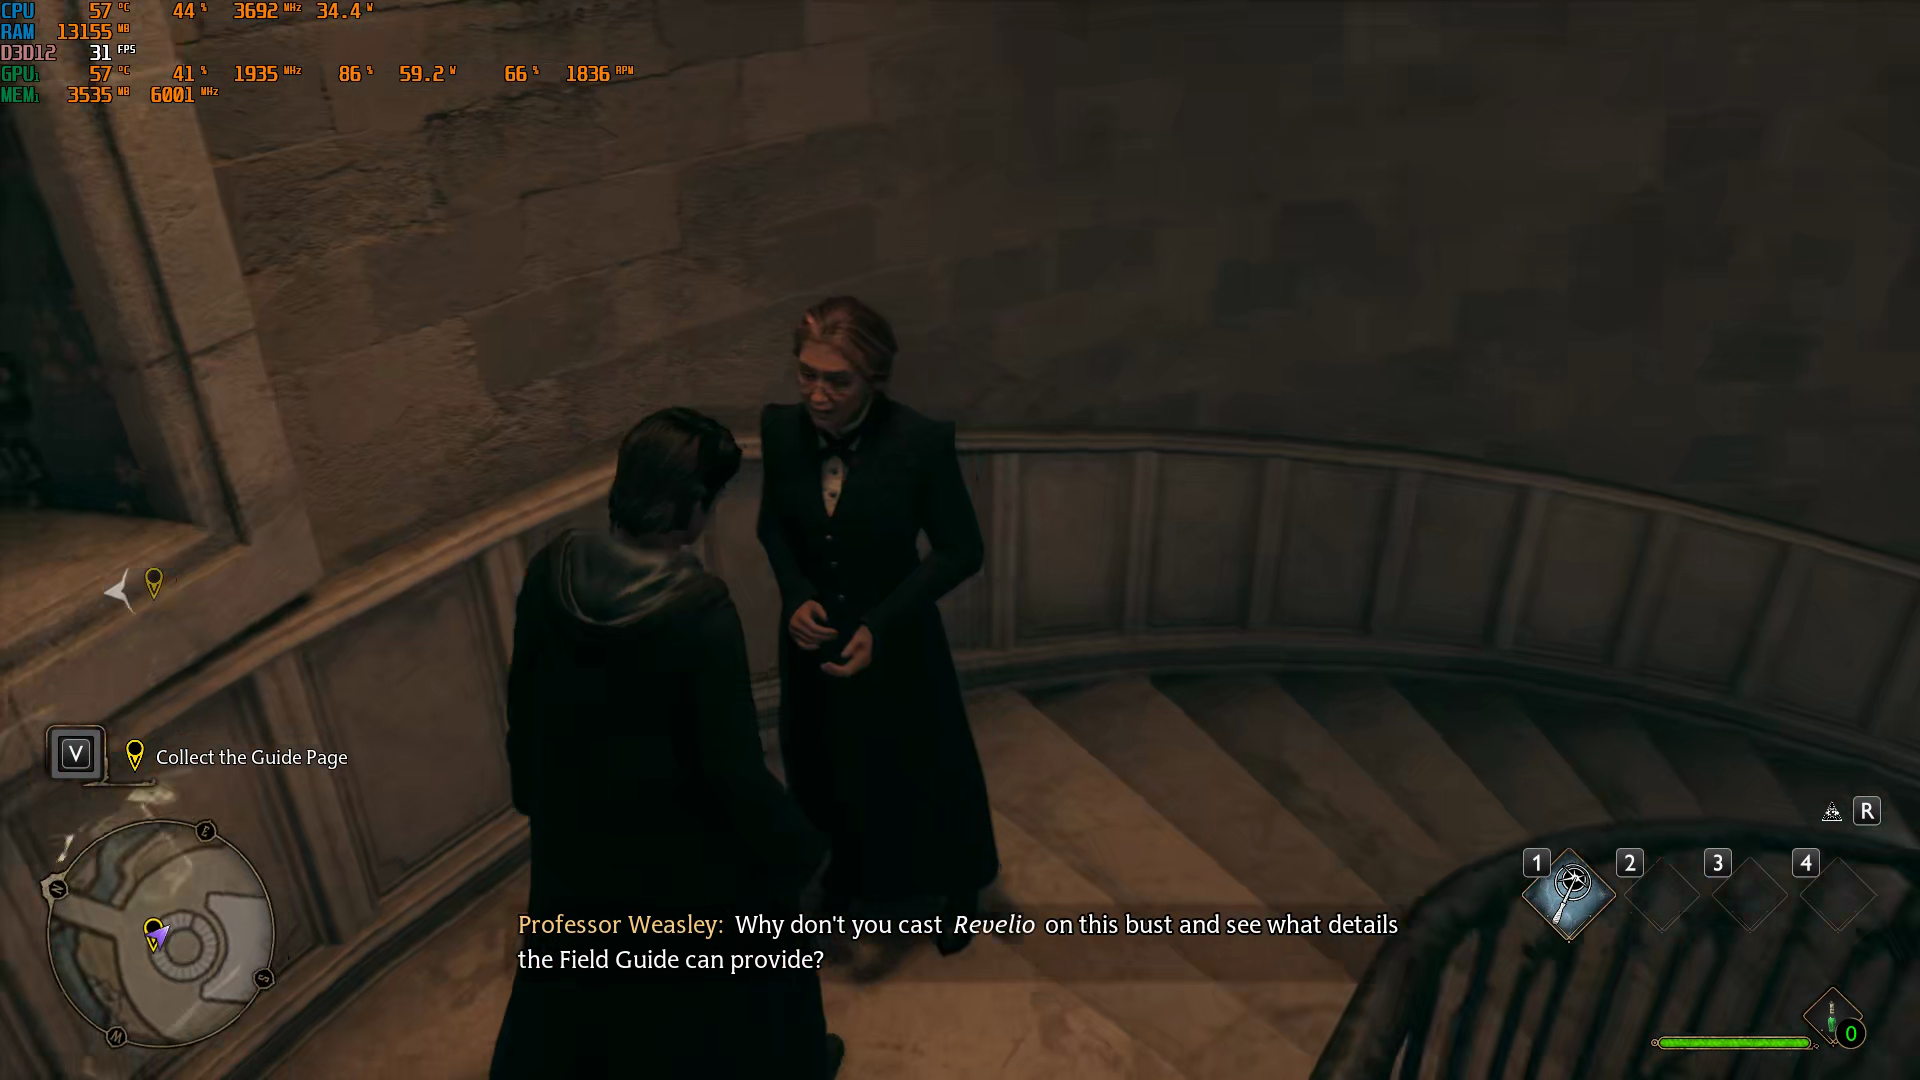 CPU 57 °C 44 % 3692 MHz 34.4 W
RAM 13155 MB
D3D12 31 FPS
GPU1 57 °C 41 % 1935 MHz 86 % 59.2 W 66 % 1836 RPM
MEM1 3535 MB 6001 MHz
V Collect the Guide Page
E
N
S
W
R
1 2 3 4
Professor Weasley: Why don't you cast Revelio on this bust and see what details
the Field Guide can provide?
0